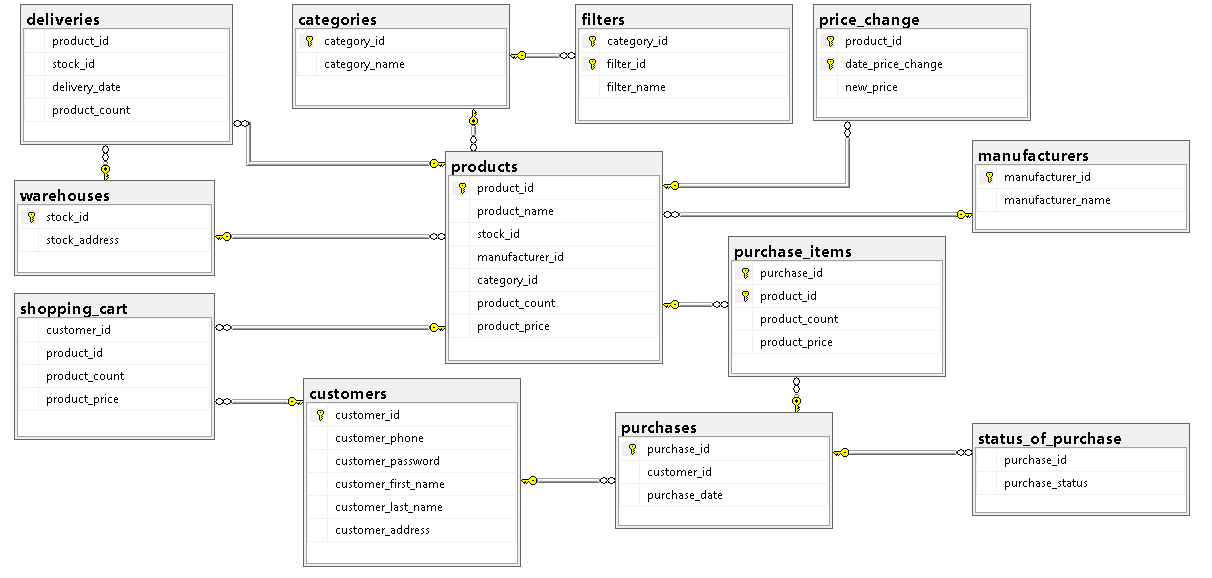 deliveries
product_id
stock_id
delivery_date
product_count
categories
category_id
category_name
filters
category_id
filter_id
filter_name
price_change
product_id
date_price_change
new_price
manufacturers
manufacturer_id
manufacturer_name
warehouses
stock_id
stock_address
products
product_id
product_name
stock_id
manufacturer_id
category_id
product_count
product_price
purchase_items
purchase_id
product_id
product_count
product_price
shopping_cart
customer_id
product_id
product_count
product_price
customers
customer_id
customer_phone
customer_password
customer_first_name
customer_last_name
customer_address
purchases
purchase_id
customer_id
purchase_date
status_of_purchase
purchase_id
purchase_status